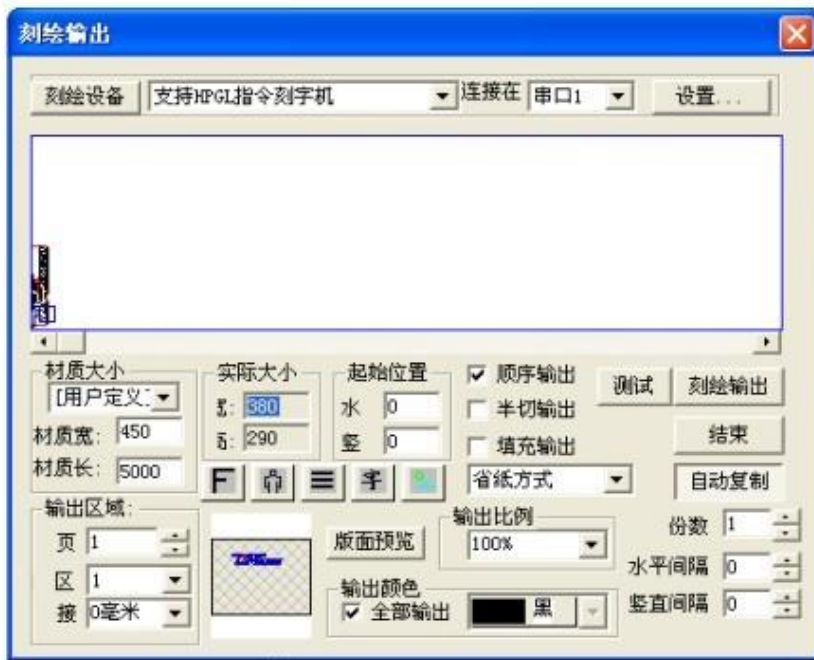 刻绘输出
刻绘设备 支持HPGL指令刻字机 连接在 串口1 设置...
材质大小 实际大小 起始位置 顺序输出 测试 刻绘输出
[用户定义] 380 水 0 半切输出
材质宽: 450 290 竖 0 填充输出 结束
材质长: 5000 省纸方式 自动复制
输出区域: 输出比例 份数 1
页 1 版面预览 100% 水平间隔 0
区 1 输出颜色 竖直间隔 0
接 0毫米 全部输出 黑